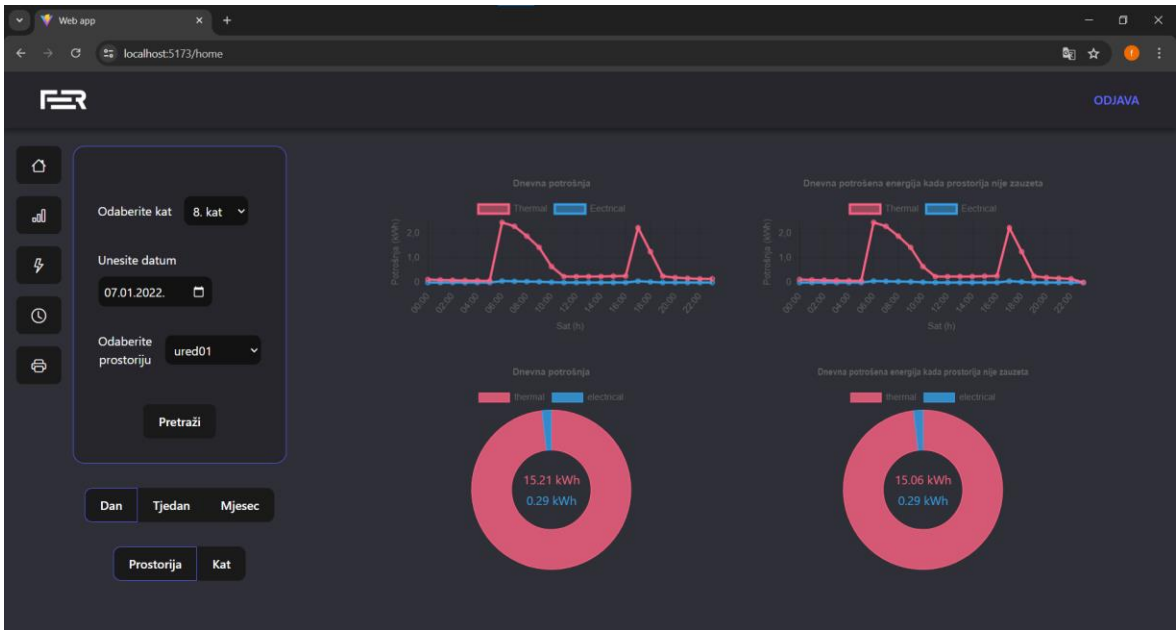 Web app
localhost:5173/home
f
FER
ODJAVA
Odaberite kat
8. kat
Unesite datum
07.01.2022.
Odaberite
prostoriju
ured01
Pretraži
Dan
Tjedan
Mjesec
Prostorija
Kat
Dnevna potrošnja
Thermal
Eectrical
Potrošnja (kWh)
2,0
1,0
0
00:00
02:00
04:00
06:00
08:00
10:00
12:00
14:00
16:00
18:00
20:00
22:00
Sat (h)
Dnevna potrošena energija kada prostorija nije zauzeta
Thermal
Eectrical
Potrošnja (kWh)
2,0
1,0
0
00:00
02:00
04:00
06:00
08:00
10:00
12:00
14:00
16:00
18:00
20:00
22:00
Sat (h)
Dnevna potrošnja
thermal
electrical
15.21 kWh
0.29 kWh
Dnevna potrošena energija kada prostorija nije zauzeta
thermal
electrical
15.06 kWh
0.29 kWh